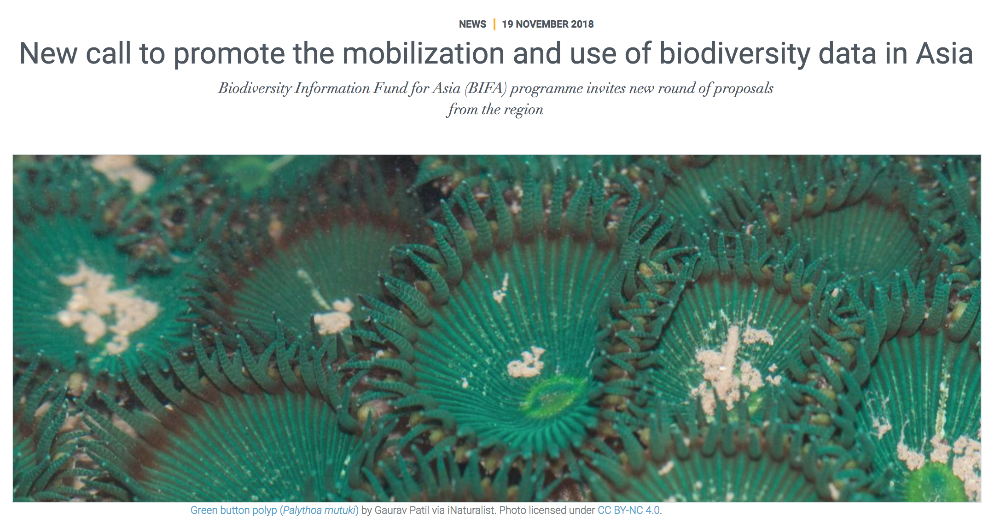 NEWS | 19 NOVEMBER 2018
New call to promote the mobilization and use of biodiversity data in Asia
Biodiversity Information Fund for Asia (BIFA) programme invites new round of proposals
from the region
Green button polyp (Palythoa mutuki) by Gaurav Patil via iNaturalist. Photo licensed under CC BY-NC 4.0.